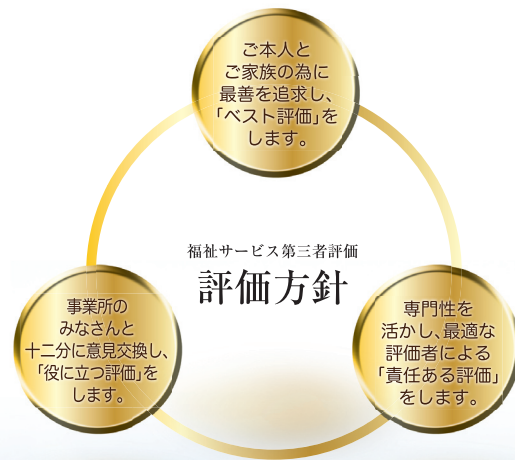 ご本人と
ご家族の為に
最善を追求し、
「ベスト評価」を
します。
福祉サービス第三者評価
評価方針
事業所の
みなさんと
十二分に意見交換し、
「役に立つ評価」を
します。
専門性を
活かし、最適な
評価者による
「責任ある評価」
をします。